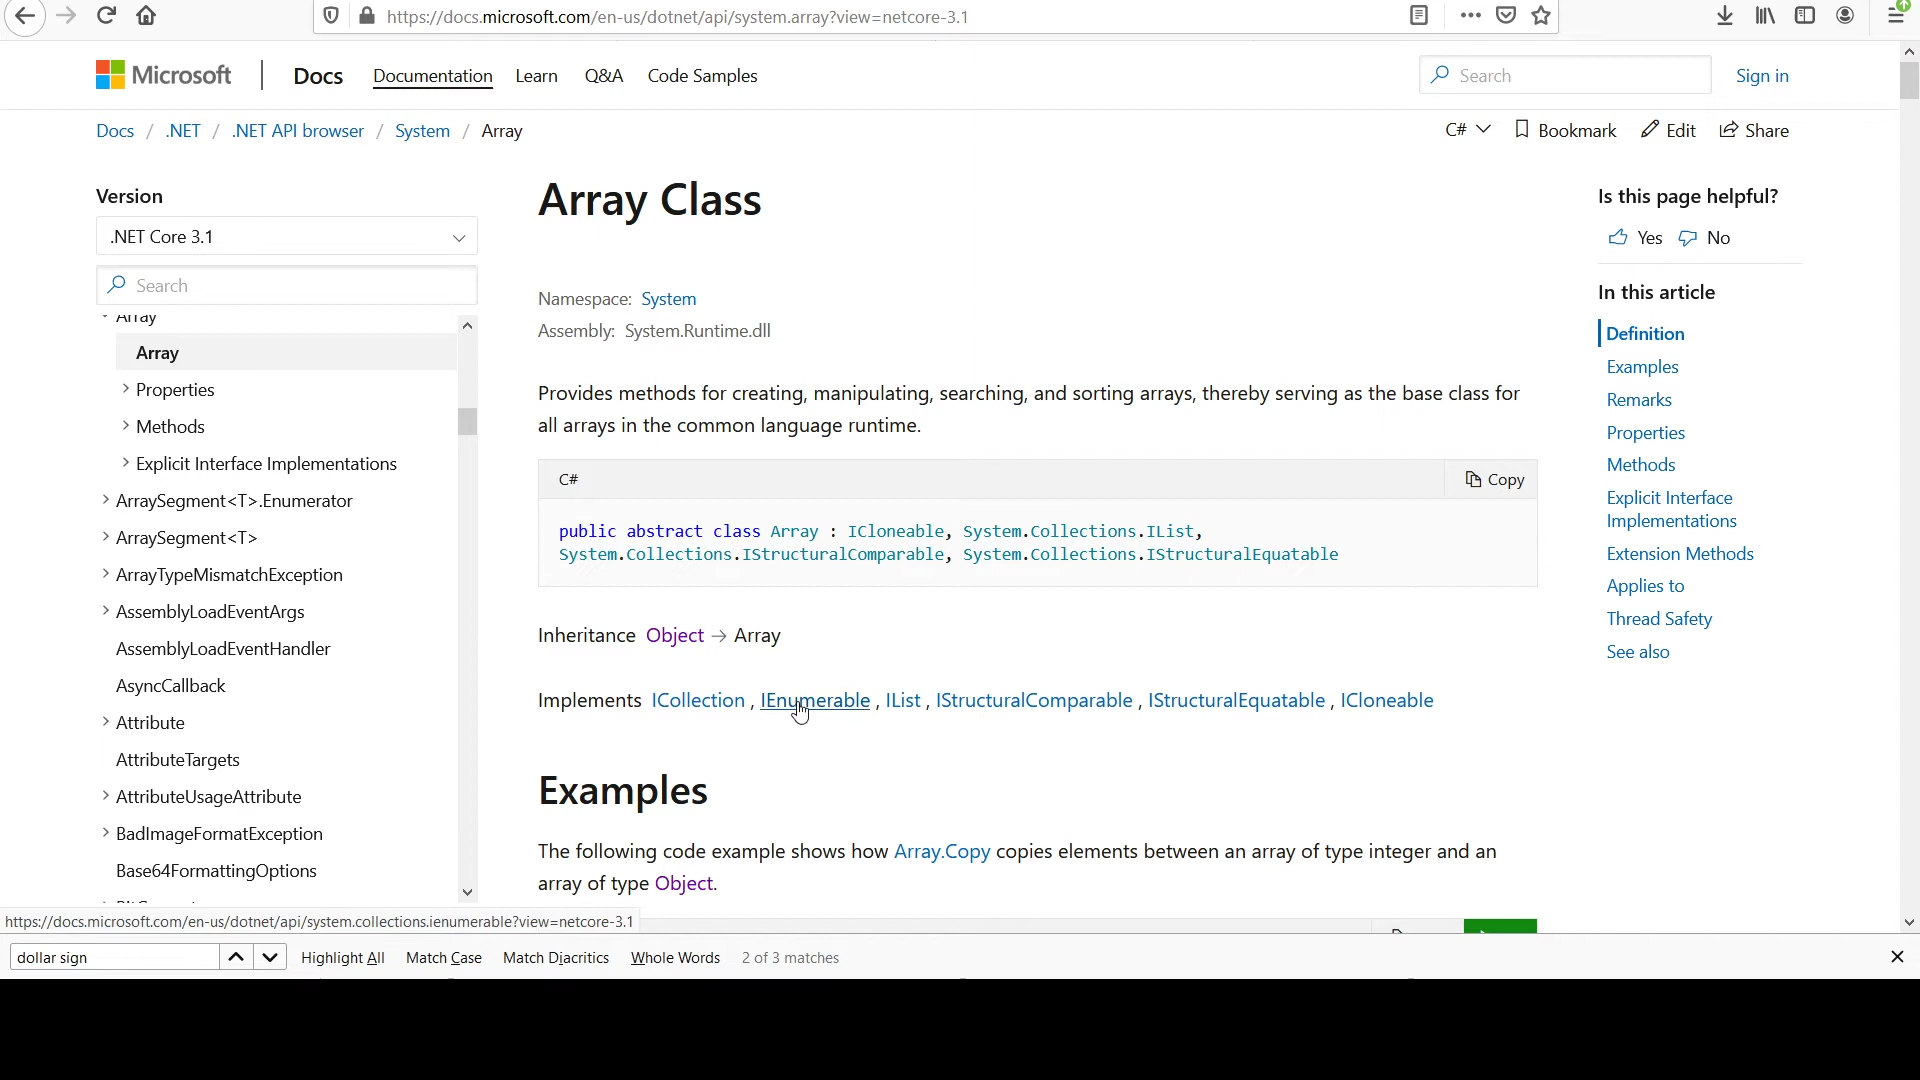 https://docs.microsoft.com/en-us/dotnet/api/system.array?view=netcore-3.1
Microsoft
Docs
Documentation
Learn
Q&A
Code Samples
Search
Sign in
Docs / .NET / .NET API browser / System / Array
C#
Bookmark
Edit
Share
Version
.NET Core 3.1
Search
Array
Array
Properties
Methods
Explicit Interface Implementations
ArraySegment<T>.Enumerator
ArraySegment<T>
ArrayTypeMismatchException
AssemblyLoadEventArgs
AssemblyLoadEventHandler
AsyncCallback
Attribute
AttributeTargets
AttributeUsageAttribute
BadImageFormatException
Base64FormattingOptions
Array Class
Namespace: System
Assembly: System.Runtime.dll
Provides methods for creating, manipulating, searching, and sorting arrays, thereby serving as the base class for
all arrays in the common language runtime.
C#
Copy
public abstract class Array : ICloneable, System.Collections.IList,
System.Collections.IStructuralComparable, System.Collections.IStructuralEquatable
Inheritance Object → Array
Implements ICollection , IEnumerable , IList , IStructuralComparable , IStructuralEquatable , ICloneable
Examples
The following code example shows how Array.Copy copies elements between an array of type integer and an
array of type Object.
Is this page helpful?
Yes
No
In this article
Definition
Examples
Remarks
Properties
Methods
Explicit Interface
Implementations
Extension Methods
Applies to
Thread Safety
See also
https://docs.microsoft.com/en-us/dotnet/api/system.collections.ienumerable?view=netcore-3.1
dollar sign
Highlight All
Match Case
Match Diacritics
Whole Words
2 of 3 matches